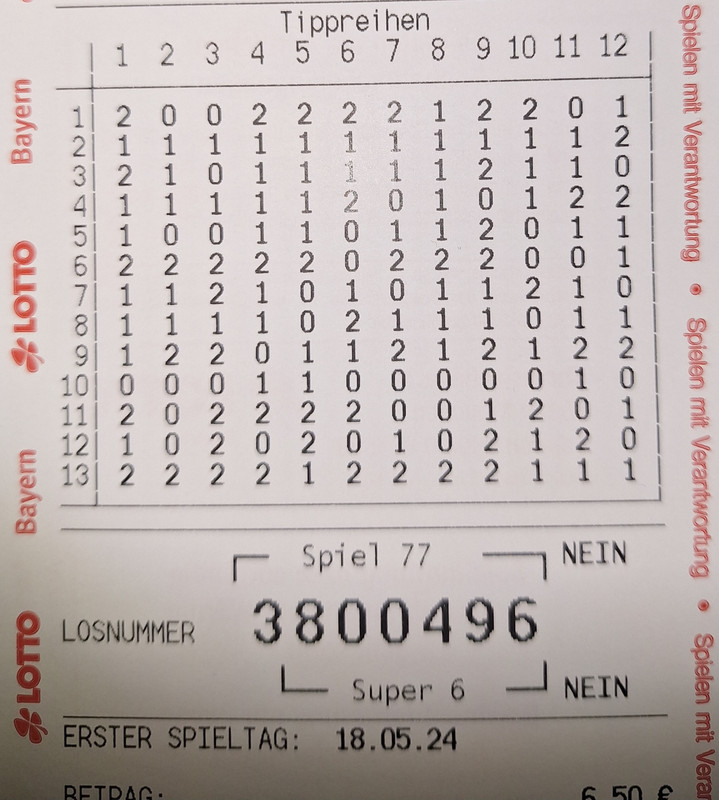 Tippreihen
1 2 3 4 5 6 7 8 9 10 11 12
1 2 0 0 2 2 2 2 1 2 2 0 1
2 1 1 1 1 1 1 1 1 1 1 1 2
3 2 1 0 1 1 1 1 1 2 1 1 0
4 1 1 1 1 1 2 0 1 0 1 2 2
5 1 0 0 1 1 0 1 1 2 0 1 1
6 2 2 2 2 2 0 2 2 2 0 0 1
7 1 1 2 1 0 1 0 1 1 2 1 0
8 1 1 1 1 0 2 1 1 1 0 1 1
9 1 2 2 0 1 1 2 1 2 1 2 2
10 0 0 0 1 1 0 0 0 0 0 1 0
11 2 0 2 2 2 2 0 0 1 2 0 1
12 1 0 2 0 2 0 1 0 2 1 2 0
13 2 2 2 2 1 2 2 2 2 1 1 1
Spiel 77 NEIN
LOSNUMMER 3800496
Super 6 NEIN
ERSTER SPIELTAG: 18.05.24
BETRAG: 6,50 €
Bayern
LOTTO
Bayern
LOTTO
Spielen mit Verantwortung • Spielen mit Verantwortung • Spielen mit Veran